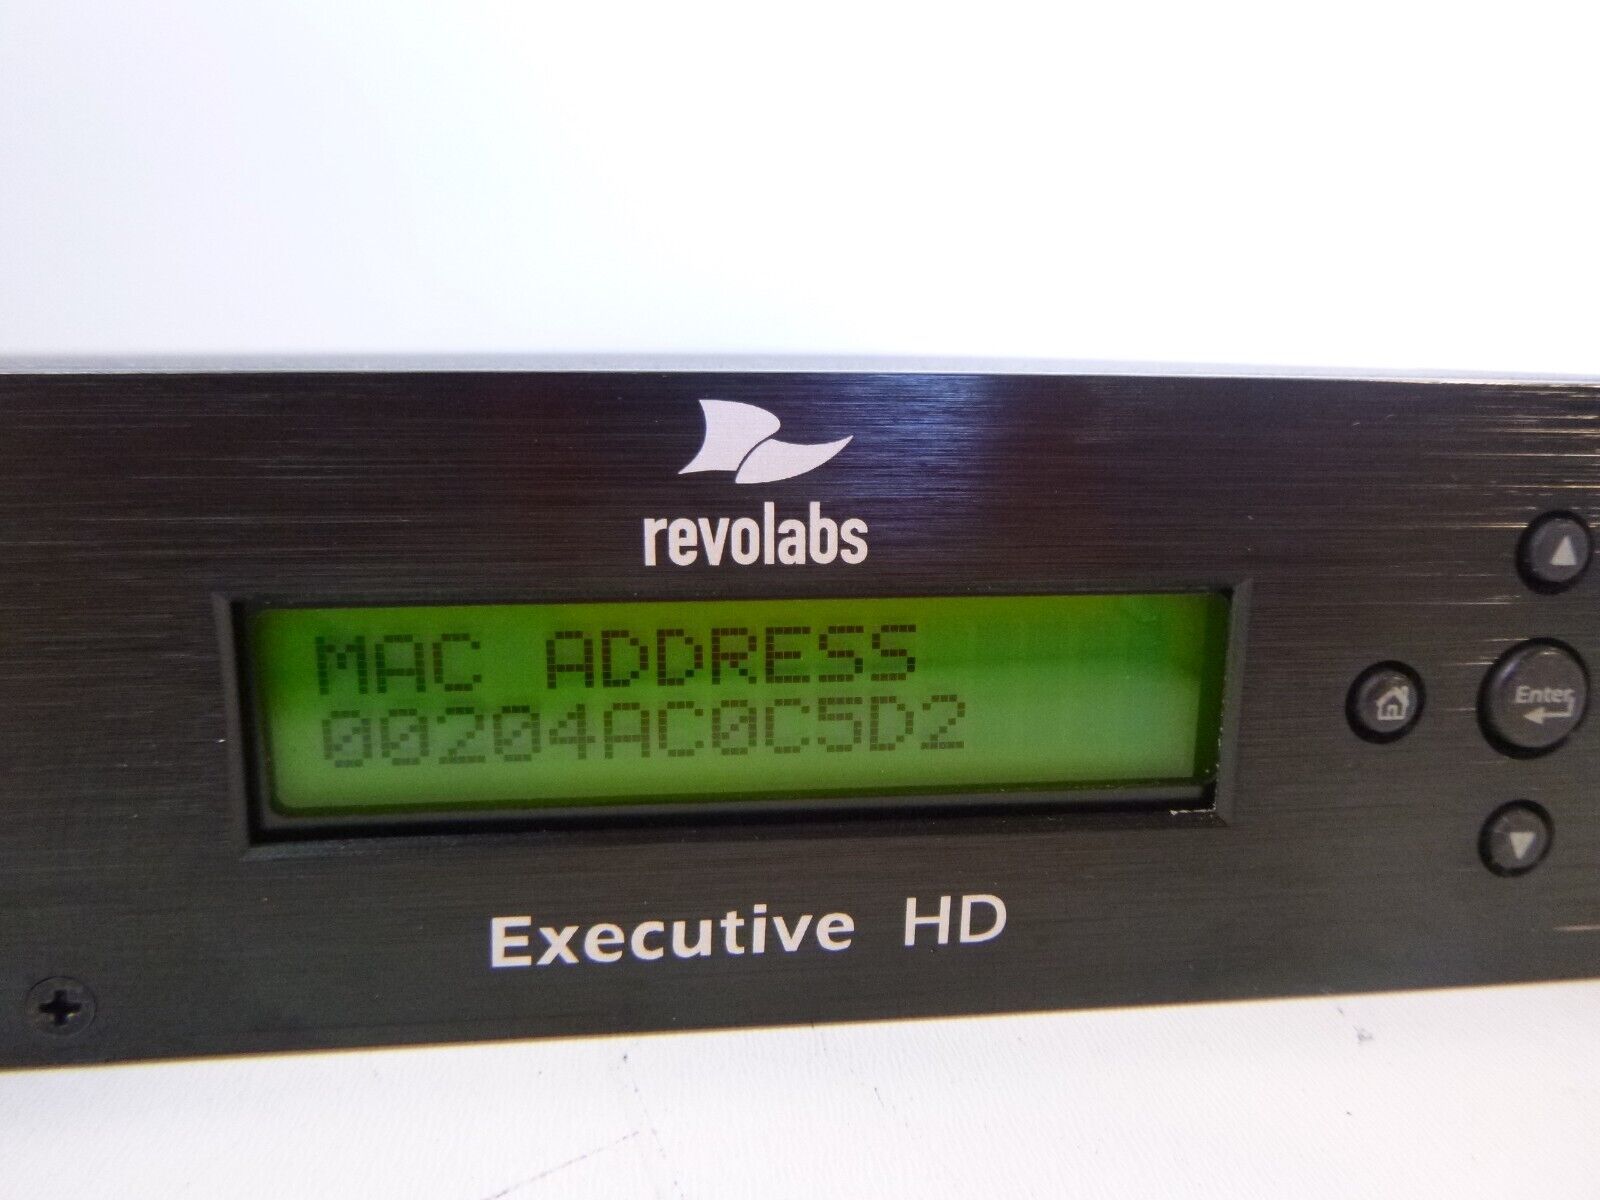 revolabs
MAC ADDRESS
00204AC0C5D2
Enter
Executive HD